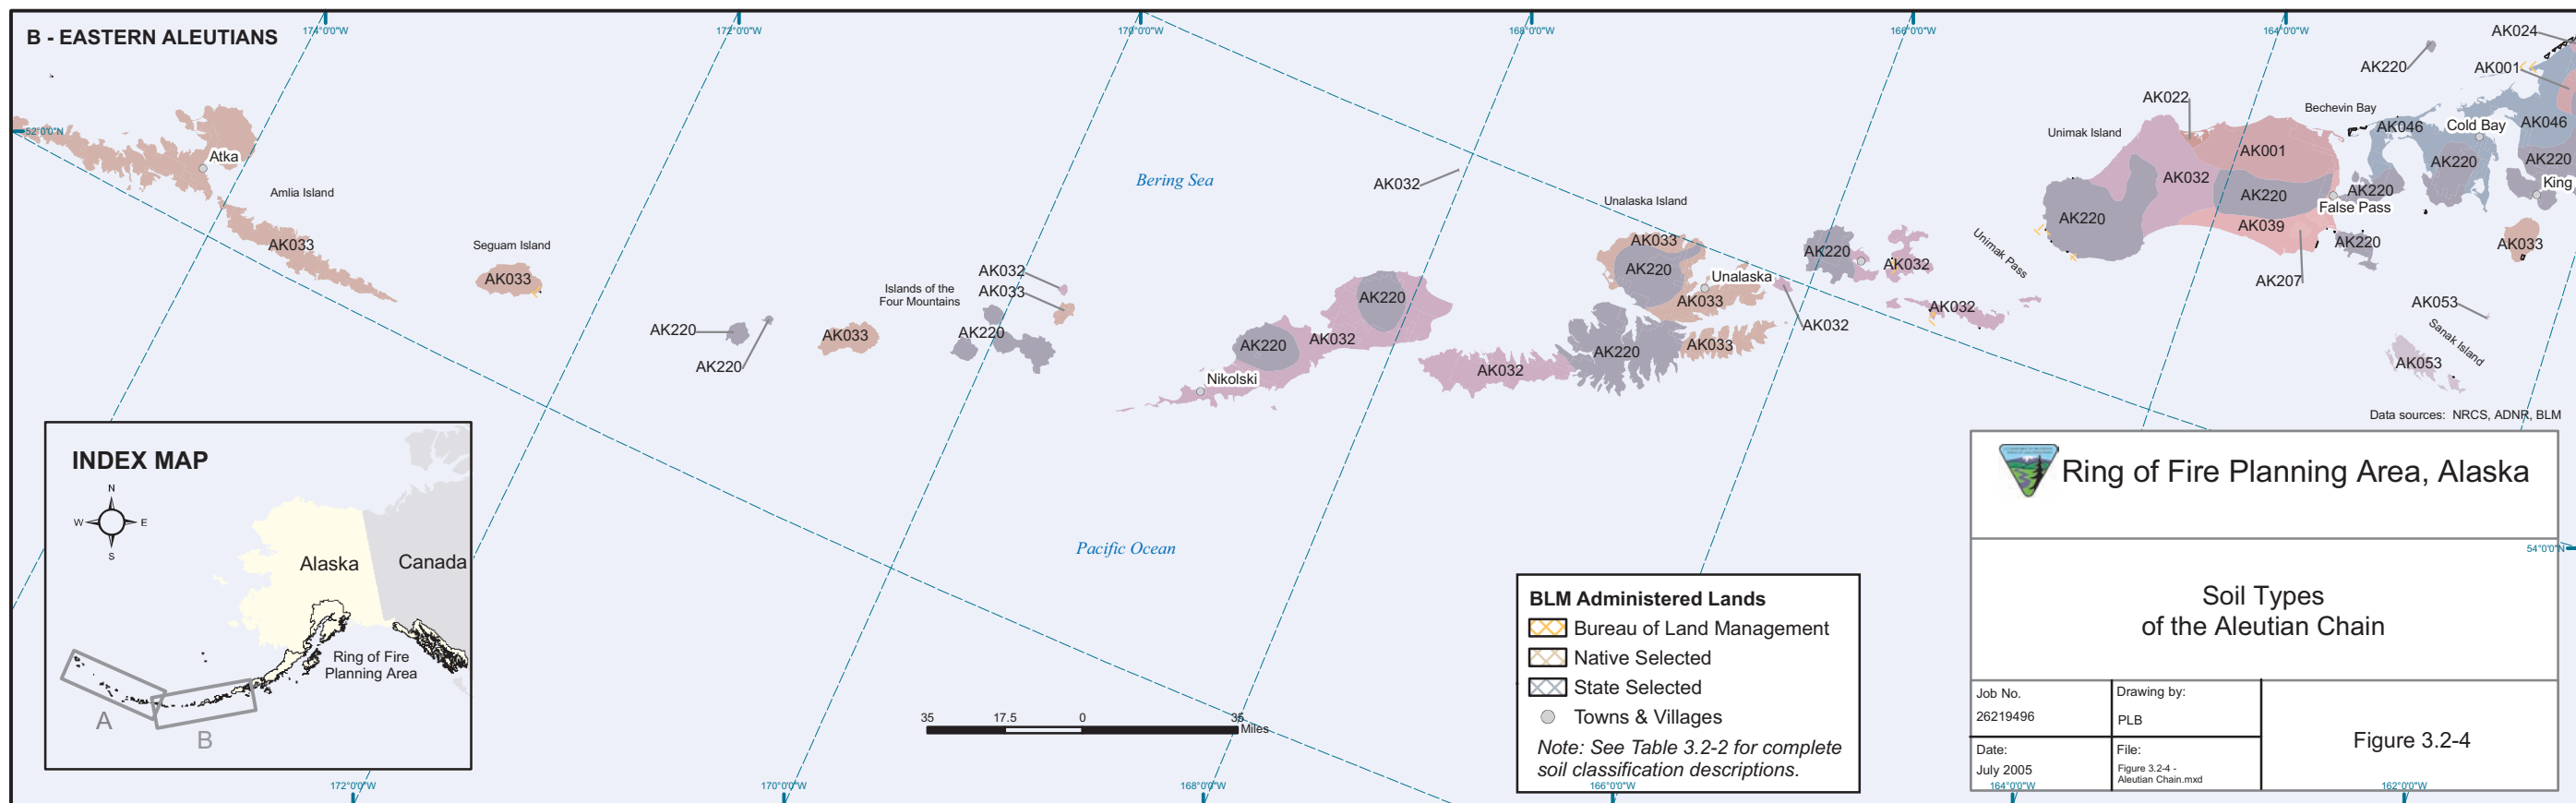 B - EASTERN ALEUTIANS
174°0'0"W
172°0'0"W
170°0'0"W
168°0'0"W
166°0'0"W
164°0'0"W
52°0'0"N
Atka
Amlia Island
AK033
Seguam Island
AK033
AK220
AK220
AK033
Islands of the
Four Mountains
AK032
AK033
AK220
Bering Sea
Pacific Ocean
AK032
AK220
AK220
AK032
Nikolski
AK032
Unalaska Island
AK033
AK220
Unalaska
AK033
AK220
AK033
AK032
AK220
AK032
AK032
Unimak Pass
Unimak Island
AK022
AK220
AK032
AK001
AK220
AK039
AK207
False Pass
Bechevin Bay
AK220
AK024
AK001
AK046
Cold Bay
AK046
AK220
AK220
AK220
King
AK220
AK033
AK053
Sanak Island
AK053
Data sources: NRCS, ADNR, BLM
INDEX MAP
N
W
E
S
Alaska
Canada
Ring of Fire
Planning Area
A
B
35
17.5
0
35
Miles
BLM Administered Lands
Bureau of Land Management
Native Selected
State Selected
Towns & Villages
Note: See Table 3.2-2 for complete
soil classification descriptions.
Ring of Fire Planning Area, Alaska
54°0'0"N
Soil Types
of the Aleutian Chain
Job No.
26219496
Drawing by:
PLB
Date:
July 2005
File:
Figure 3.2-4 -
Aleutian Chain.mxd
Figure 3.2-4
172°0'0"W
170°0'0"W
168°0'0"W
166°0'0"W
164°0'0"W
162°0'0"W